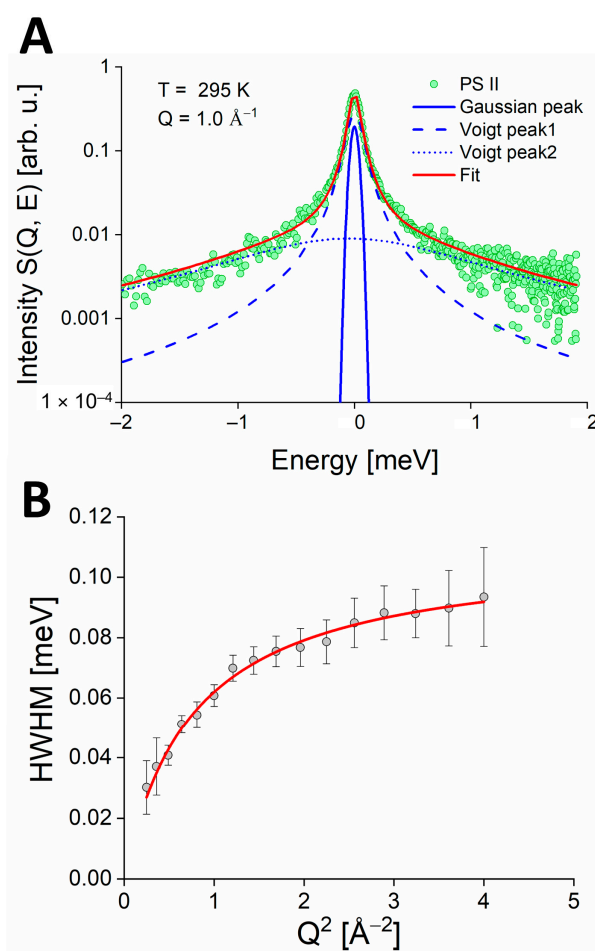 A
T = 295 K
Q = 1.0 Å⁻¹
PS II
Gaussian peak
Voigt peak1
Voigt peak2
Fit
Intensity S(Q, E) [arb. u.]
1
0.1
0.01
0.001
1 × 10⁻⁴
−2
−1
0
1
2
Energy [meV]
B
HWHM [meV]
0.12
0.10
0.08
0.06
0.04
0.02
0.00
0
1
2
3
4
5
Q² [Å⁻²]